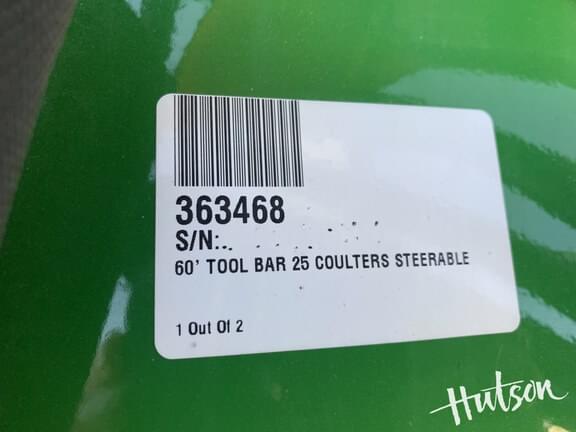 363468
S/N:
60' TOOL BAR 25 COULTERS STEERABLE
1 Out Of 2
Hutson